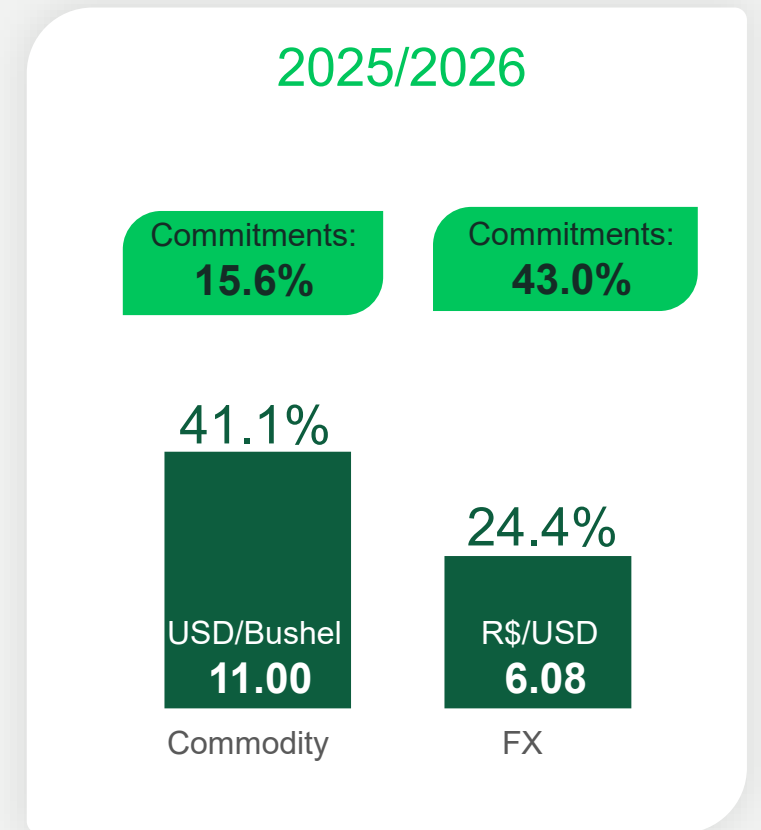 2025/2026
Commitments:
15.6%
Commitments:
43.0%
41.1%
24.4%
USD/Bushel
11.00
R$/USD
6.08
Commodity
FX